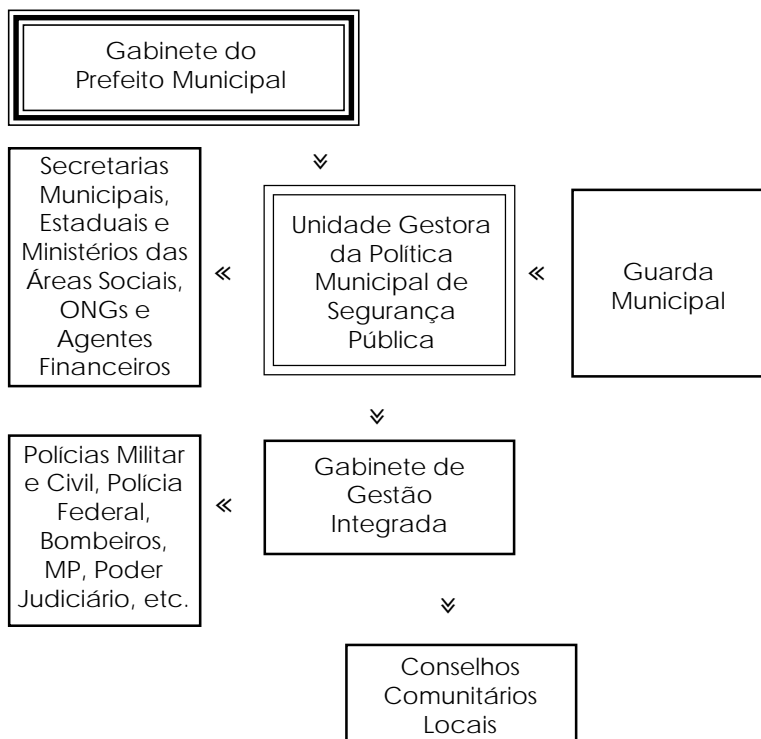 Gabinete do
Prefeito Municipal
Secretarias
Municipais,
Estaduais e
Ministérios das
Áreas Sociais,
ONGs e
Agentes
Financeiros
Unidade Gestora
da Política
Municipal de
Segurança
Pública
Guarda
Municipal
Polícias Militar
e Civil, Polícia
Federal,
Bombeiros,
MP, Poder
Judiciário, etc.
Gabinete de
Gestão
Integrada
Conselhos
Comunitários
Locais